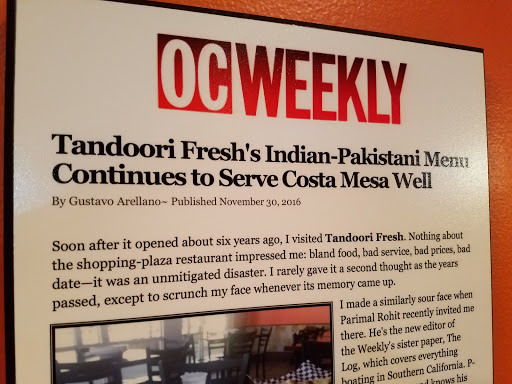 OC WEEKLY
Tandoori Fresh's Indian-Pakistani Menu
Continues to Serve Costa Mesa Well
By Gustavo Arellano~ Published November 30, 2016
Soon after it opened about six years ago, I visited Tandoori Fresh. Nothing about
the shopping-plaza restaurant impressed me: bland food, bad service, bad prices, bad
date—it was an unmitigated disaster. I rarely gave it a second thought as the years
passed, except to scrunch my face whenever its memory came up.
I made a similarly sour face when
Parimal Rohit recently invited me
there. He's the new editor of
the Weekly's sister paper, The
Log, which covers everything
boating in Southern California. P-
knows his